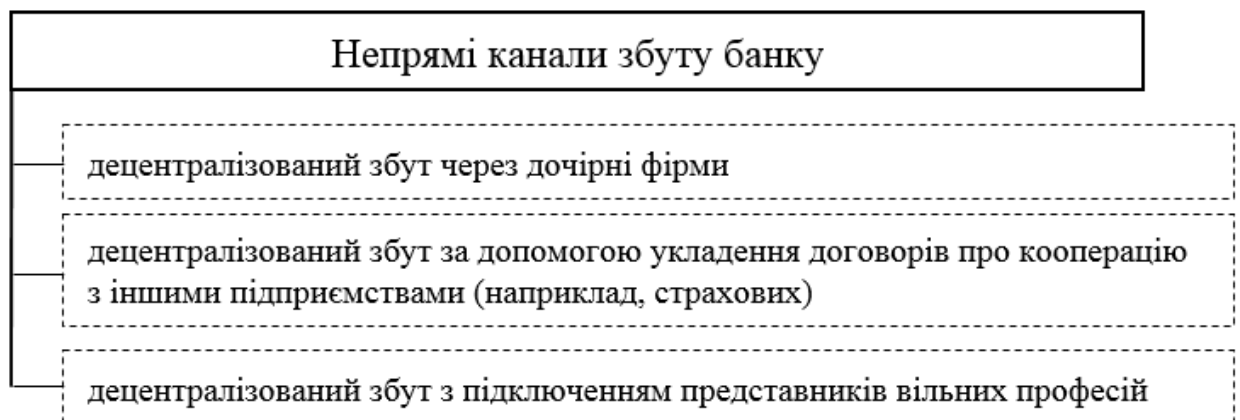 Непрямі канали збуту банку
децентралізований збут через дочірні фірми
децентралізований збут за допомогою укладення договорів про кооперацію
з іншими підприємствами (наприклад, страхових)
децентралізований збут з підключенням представників вільних професій